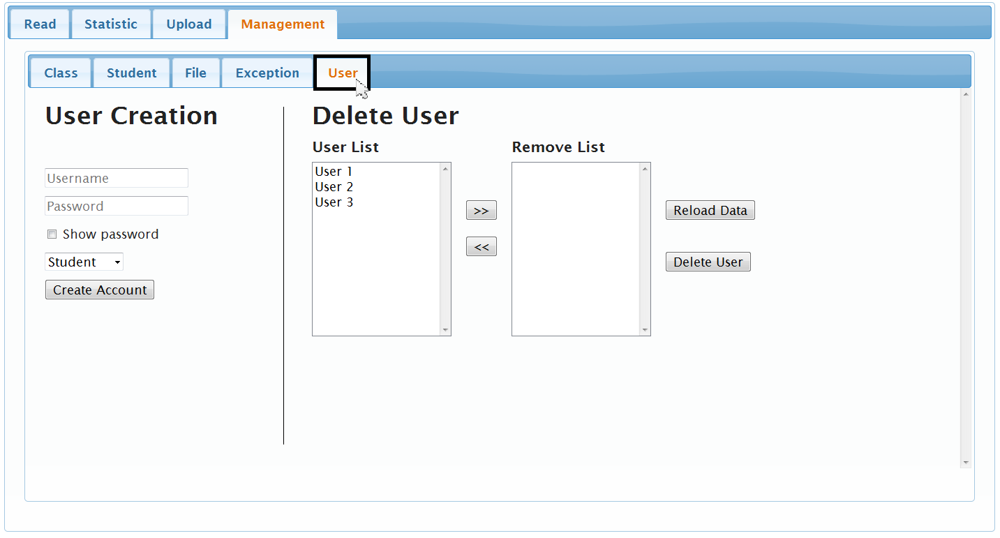 Read Statistic Upload Management
Class Student File Exception User
User Creation
Username
Password
Show password
Student
Create Account
Delete User
User List
User 1
User 2
User 3
>>
<<
Remove List
Reload Data
Delete User